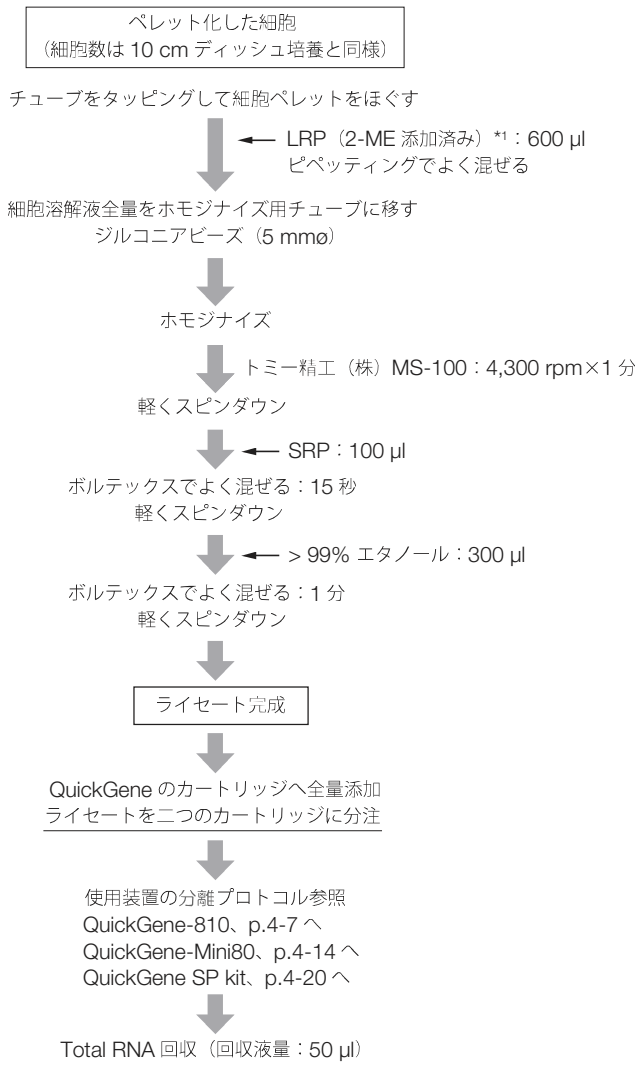 ペレット化した細胞
（細胞数は 10 cm ディッシュ培養と同様）
チューブをタッピングして細胞ペレットをほぐす
LRP（2-ME 添加済み）*1：600 µl
ピペッティングでよく混ぜる
細胞溶解液全量をホモジナイズ用チューブに移す
ジルコニアビーズ（5 mmø）
ホモジナイズ
トミー精工（株）MS-100：4,300 rpm×1 分
軽くスピンダウン
SRP：100 µl
ボルテックスでよく混ぜる：15 秒
軽くスピンダウン
> 99% エタノール：300 µl
ボルテックスでよく混ぜる：1 分
軽くスピンダウン
ライセート完成
QuickGene のカートリッジへ全量添加
ライセートを二つのカートリッジに分注
使用装置の分離プロトコル参照
QuickGene-810、p.4-7 へ
QuickGene-Mini80、p.4-14 へ
QuickGene SP kit、p.4-20 へ
Total RNA 回収（回収液量：50 µl）